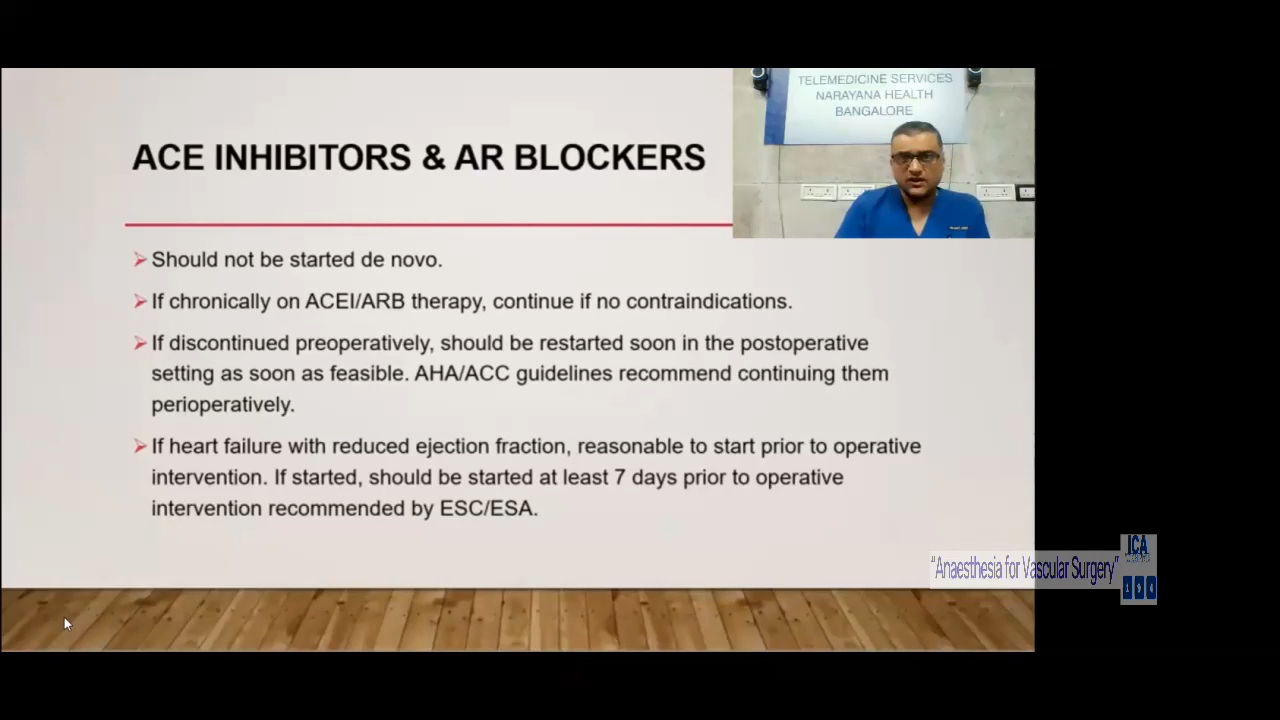 TELEMEDICINE SERVICES
NARAYANA HEALTH
BANGALORE
ACE INHIBITORS & AR BLOCKERS
Should not be started de novo.
If chronically on ACEI/ARB therapy, continue if no contraindications.
If discontinued preoperatively, should be restarted soon in the postoperative
setting as soon as feasible. AHA/ACC guidelines recommend continuing them
perioperatively.
If heart failure with reduced ejection fraction, reasonable to start prior to operative
intervention. If started, should be started at least 7 days prior to operative
intervention recommended by ESC/ESA.
"Anaesthesia for Vascular Surgery"
ICA